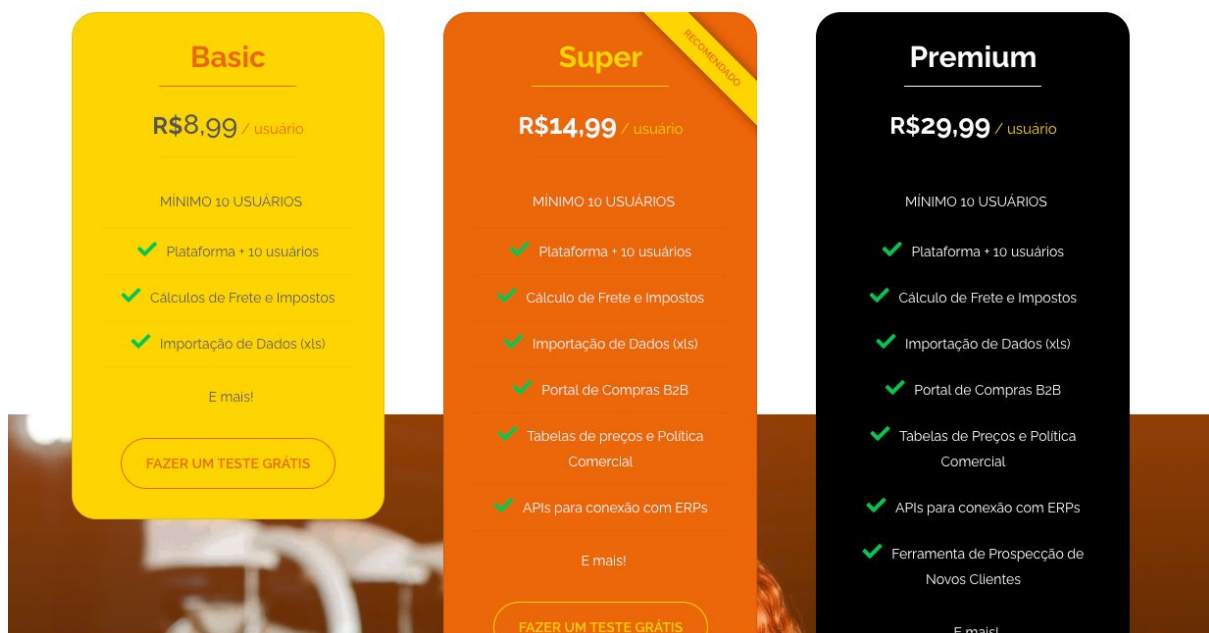 Basic
R$8,99 / usuário
MÍNIMO 10 USUÁRIOS
Plataforma + 10 usuários
Cálculos de Frete e Impostos
Importação de Dados (xls)
E mais!
FAZER UM TESTE GRÁTIS
Super
RECOMENDADO
R$14,99 / usuário
MÍNIMO 10 USUÁRIOS
Plataforma + 10 usuários
Cálculo de Frete e Impostos
Importação de Dados (xls)
Portal de Compras B2B
Tabelas de preços e Política
Comercial
APIs para conexão com ERPs
E mais!
FAZER UM TESTE GRÁTIS
Premium
R$29,99 / usuário
MÍNIMO 10 USUÁRIOS
Plataforma + 10 usuários
Cálculo de Frete e Impostos
Importação de Dados (xls)
Portal de Compras B2B
Tabelas de Preços e Política
Comercial
APIs para conexão com ERPs
Ferramenta de Prospecção de
Novos Clientes
E mais!